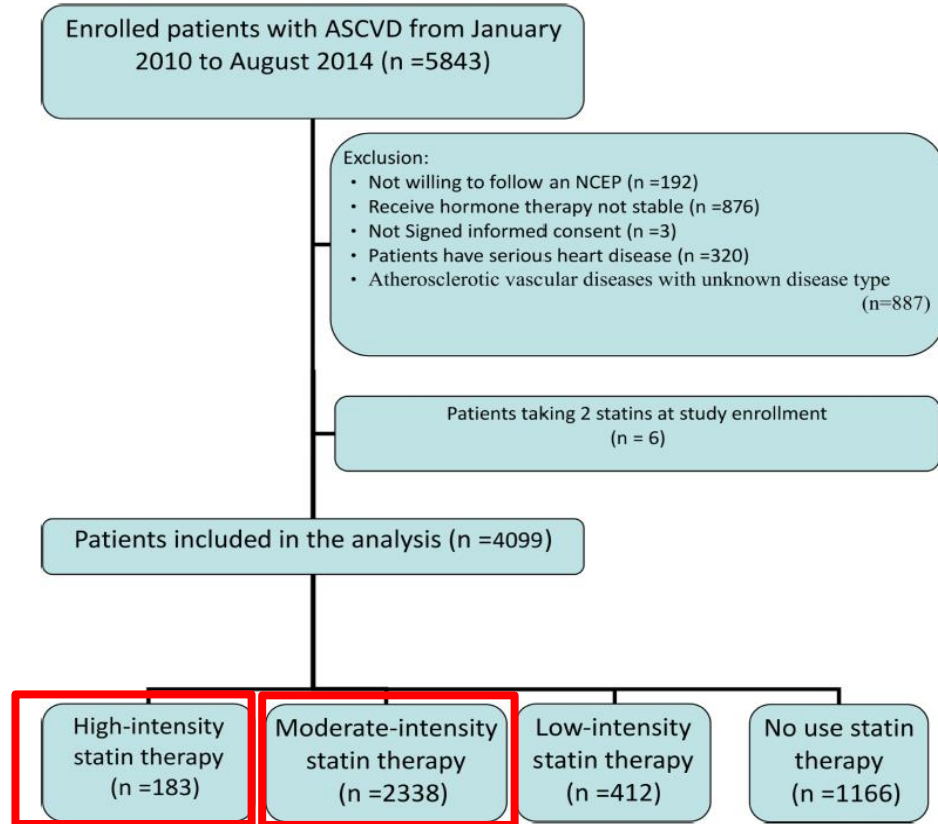 Enrolled patients with ASCVD from January
2010 to August 2014 (n =5843)
Exclusion:
• Not willing to follow an NCEP (n =192)
• Receive hormone therapy not stable (n =876)
• Not Signed informed consent (n =3)
• Patients have serious heart disease (n =320)
• Atherosclerotic vascular diseases with unknown disease type
(n=887)
Patients taking 2 statins at study enrollment
(n = 6)
Patients included in the analysis (n =4099)
High-intensity
statin therapy
(n =183)
Moderate-intensity
statin therapy
(n =2338)
Low-intensity
statin therapy
(n =412)
No use statin
therapy
(n =1166)